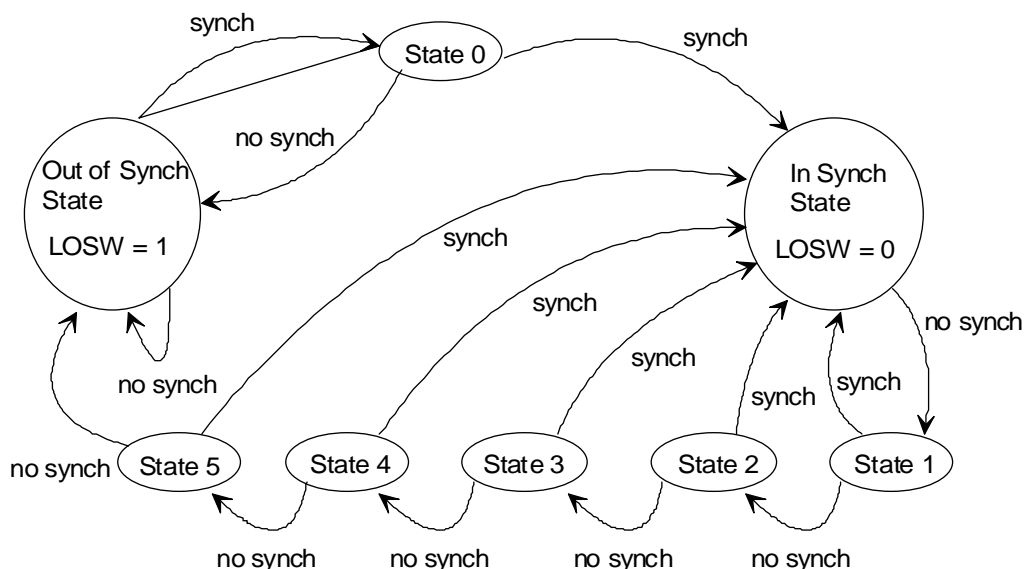 synch
State 0
synch
no synch
Out of Synch
State
LOSW = 1
In Synch
State
LOSW = 0
synch
synch
no synch
synch
no synch
synch
synch
no synch
State 5
State 4
State 3
State 2
State 1
no synch
no synch
no synch
no synch